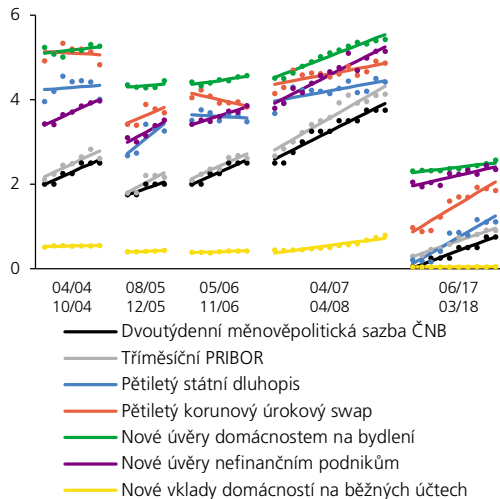 6
4
2
0
04/04 08/05 05/06 04/07 06/17
10/04 12/05 11/06 04/08 03/18
Dvoutýdenní měnověpolitická sazba ČNB
Tříměsíční PRIBOR
Pětiletý státní dluhopis
Pětiletý korunový úrokový swap
Nové úvěry domácnostem na bydlení
Nové úvěry nefinančním podnikům
Nové vklady domácností na běžných účtech